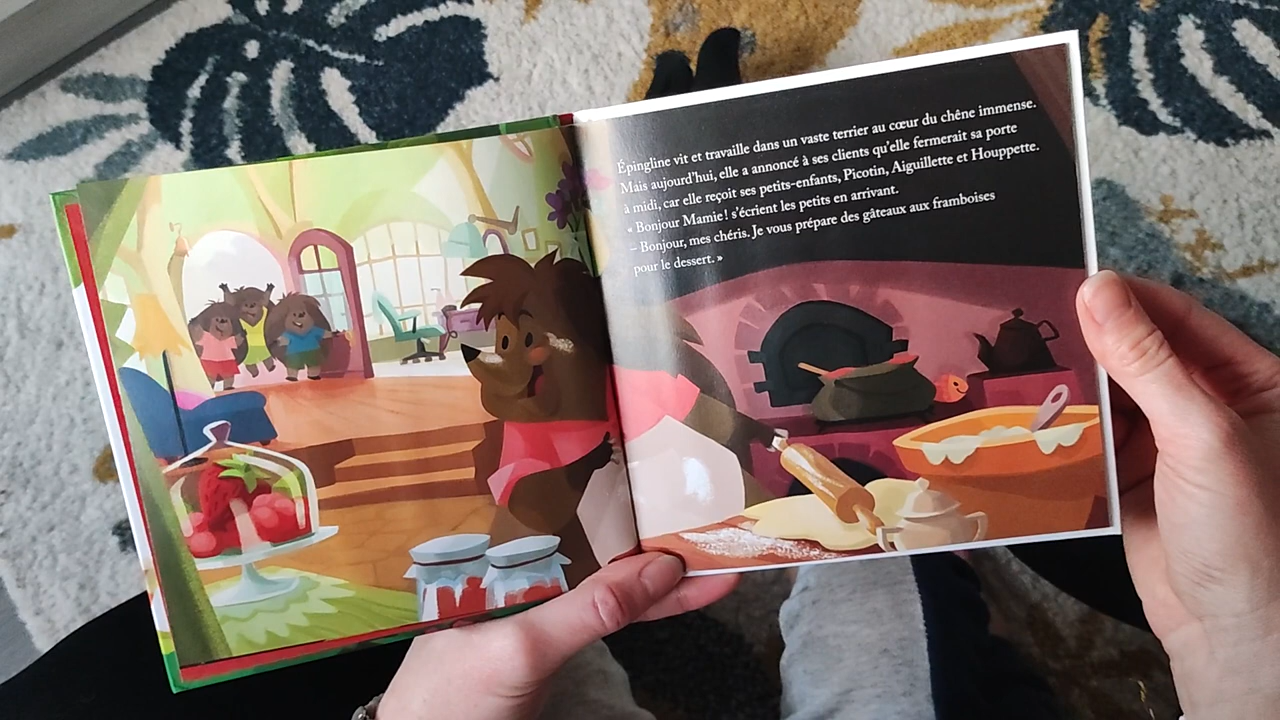 Épingline vit et travaille dans un vaste terrier au cœur du chêne immense.
Mais aujourd'hui, elle a annoncé à ses clients qu'elle fermerait sa porte
à midi, car elle reçoit ses petits-enfants, Picotin, Aiguillette et Houppette.
« Bonjour Mamie ! s'écrient les petits en arrivant.
– Bonjour, mes chéris. Je vous prépare des gâteaux aux framboises
pour le dessert. »